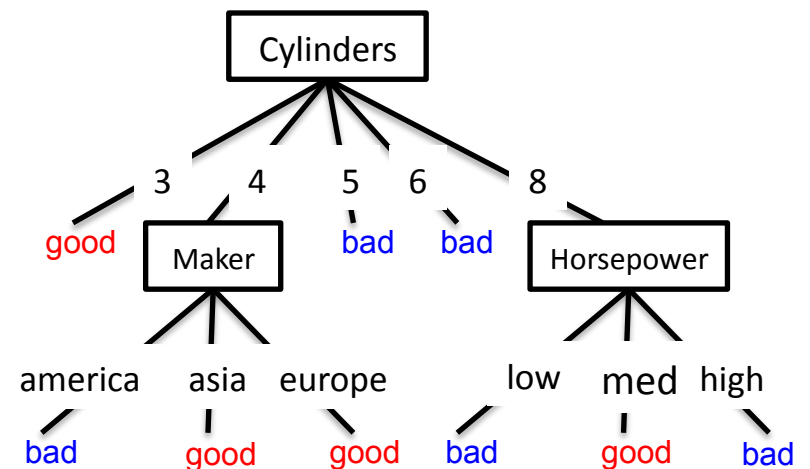 Cylinders
3 4 5 6 8
good Maker bad bad Horsepower
america asia europe low med high
bad good good bad good bad